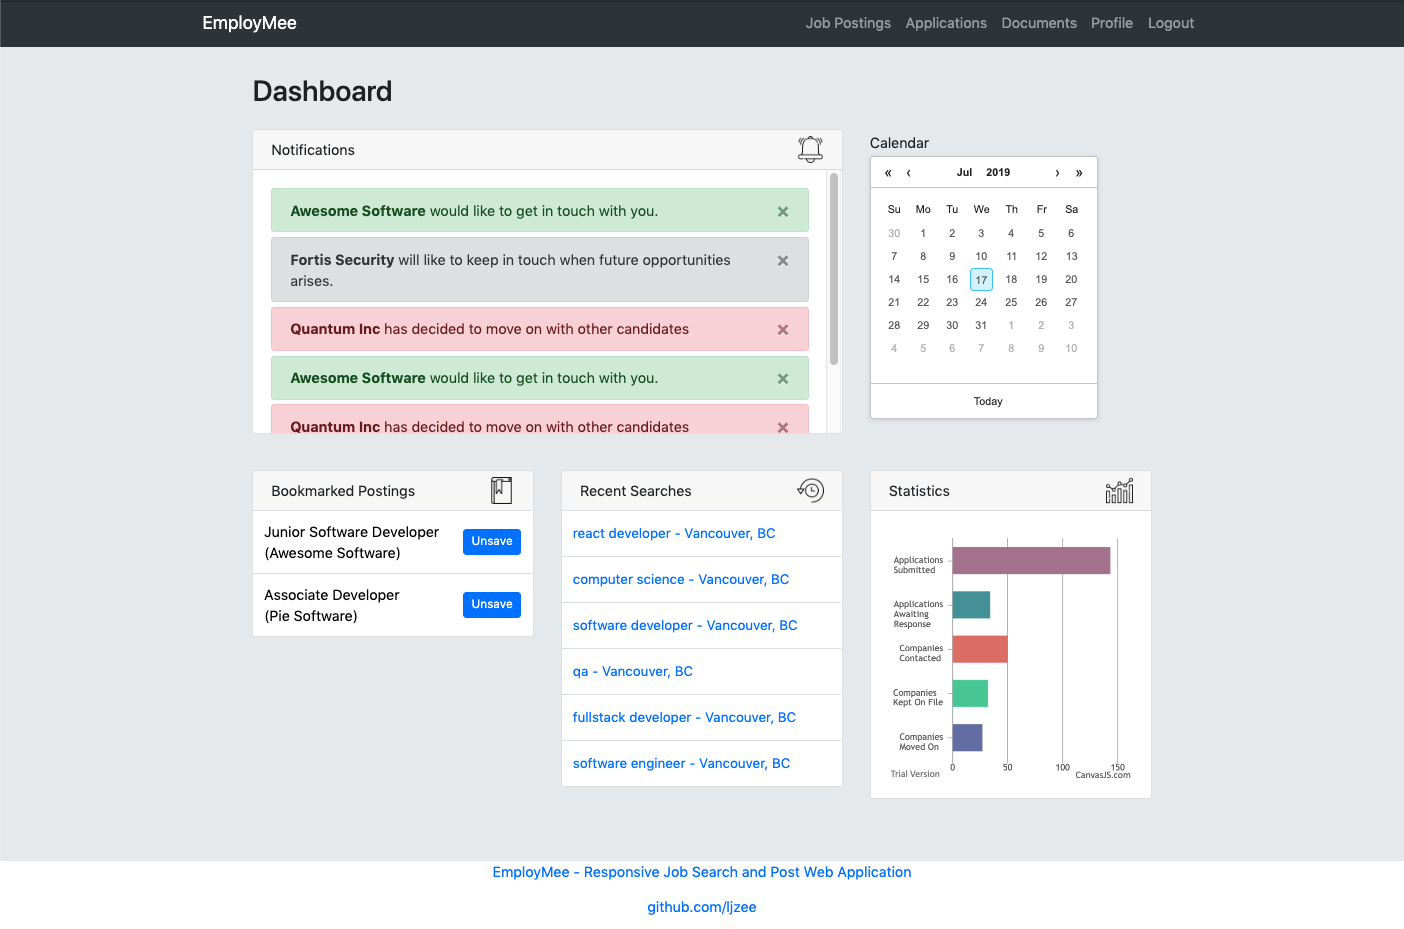 EmployMee
Job Postings Applications Documents Profile Logout
Dashboard
Notifications
Awesome Software would like to get in touch with you. ×
Fortis Security will like to keep in touch when future opportunities ×
arises.
Quantum Inc has decided to move on with other candidates ×
Awesome Software would like to get in touch with you. ×
Quantum Inc has decided to move on with other candidates ×
Calendar
« ‹ Jul 2019 › »
Su Mo Tu We Th Fr Sa
30 1 2 3 4 5 6
7 8 9 10 11 12 13
14 15 16 17 18 19 20
21 22 23 24 25 26 27
28 29 30 31 1 2 3
4 5 6 7 8 9 10
Today
Bookmarked Postings
Junior Software Developer
(Awesome Software)
Unsave
Associate Developer
(Pie Software)
Unsave
Recent Searches
react developer - Vancouver, BC
computer science - Vancouver, BC
software developer - Vancouver, BC
qa - Vancouver, BC
fullstack developer - Vancouver, BC
software engineer - Vancouver, BC
Statistics
Applications
Submitted
Applications
Awaiting
Response
Companies
Contacted
Companies
Kept On File
Companies
Moved On
0 50 100 150
Trial Version
CanvasJS.com
EmployMee - Responsive Job Search and Post Web Application
github.com/ljzee